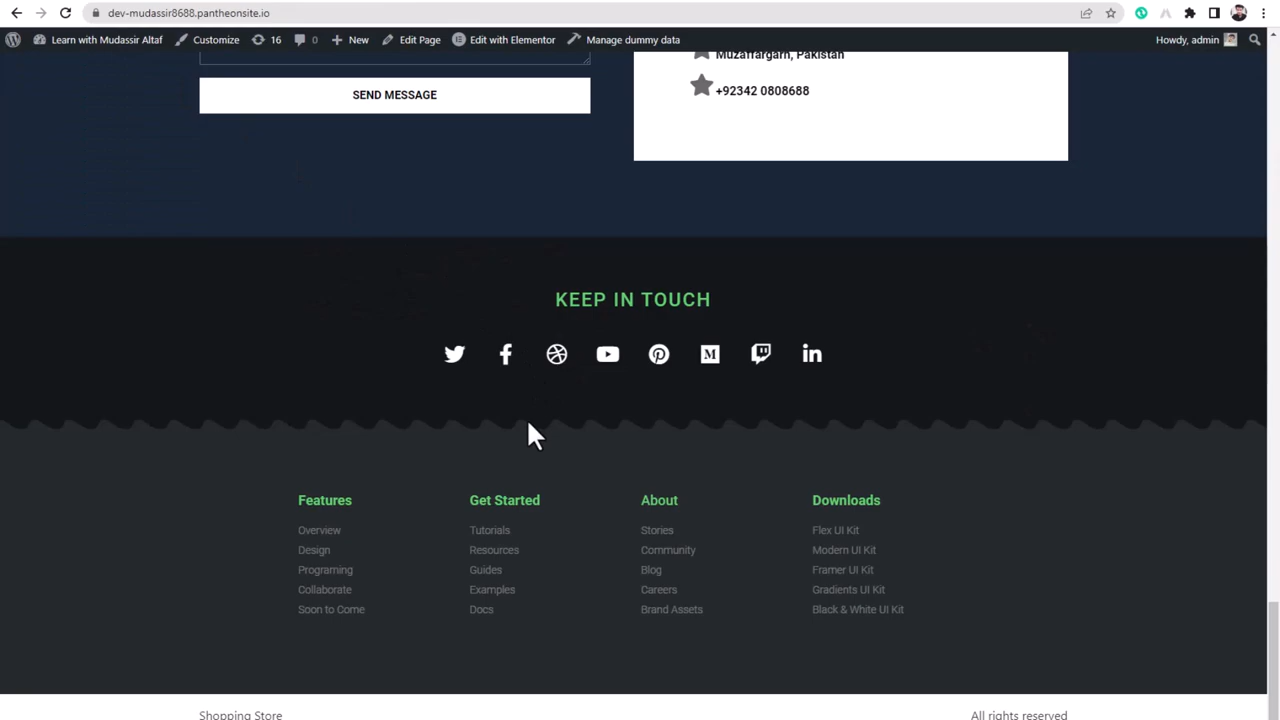 dev-mudassir8688.pantheonsite.io
Learn with Mudassir Altaf Customize 16 0 New Edit Page Edit with Elementor Manage dummy data Howdy, admin
Muzaffargarh, Pakistan
SEND MESSAGE
+92342 0808688
KEEP IN TOUCH
Features Get Started About Downloads
Overview Tutorials Stories Flex UI Kit
Design Resources Community Modern UI Kit
Programing Guides Blog Framer UI Kit
Collaborate Examples Careers Gradients UI Kit
Soon to Come Docs Brand Assets Black & White UI Kit
Shopping Store All rights reserved